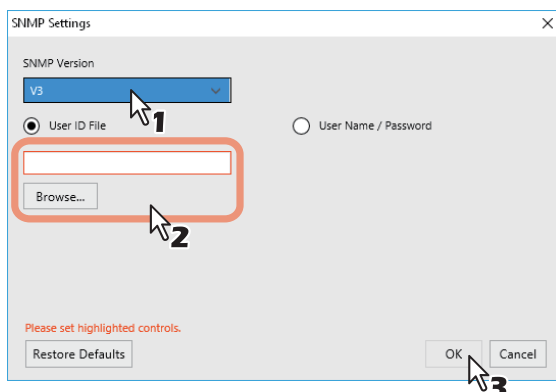 SNMP Settings
SNMP Version
V3
1
User ID File
User Name / Password
Browse...
2
Please set highlighted controls.
Restore Defaults
OK
Cancel
3